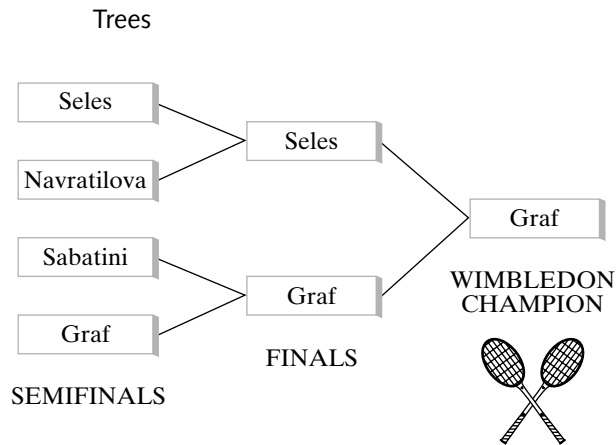 Trees
Seles
Navratilova
Sabatini
Graf
SEMIFINALS
Seles
Graf
FINALS
Graf
WIMBLEDON
CHAMPION